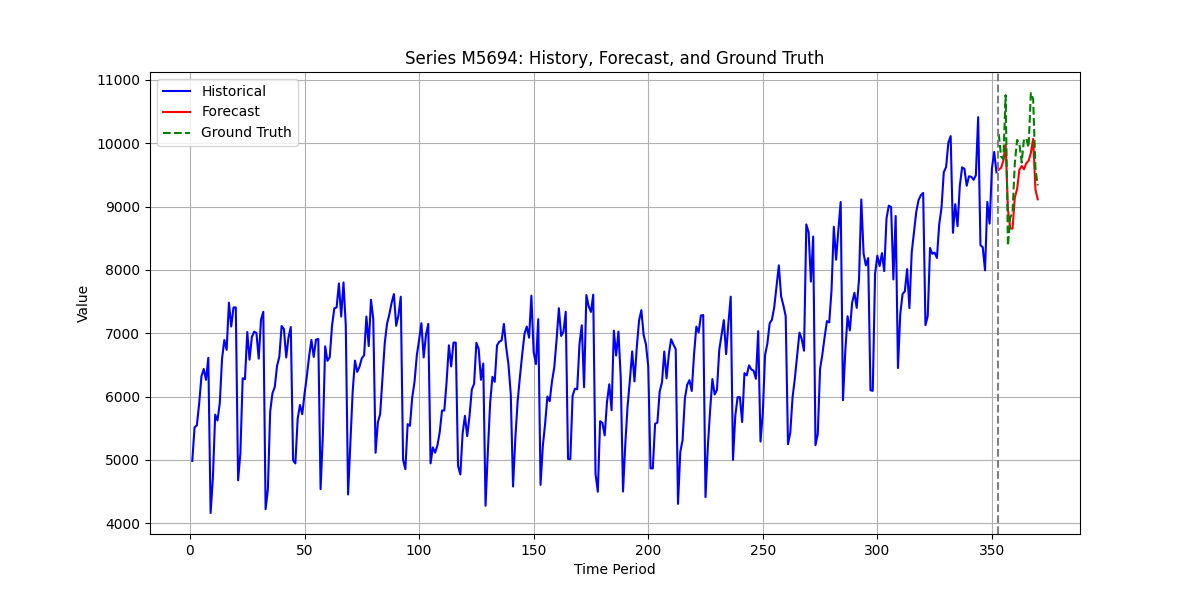 Series M5694: History, Forecast, and Ground Truth
Historical
Forecast
Ground Truth
11000
10000
9000
8000
7000
6000
5000
4000
Value
0 50 100 150 200 250 300 350
Time Period